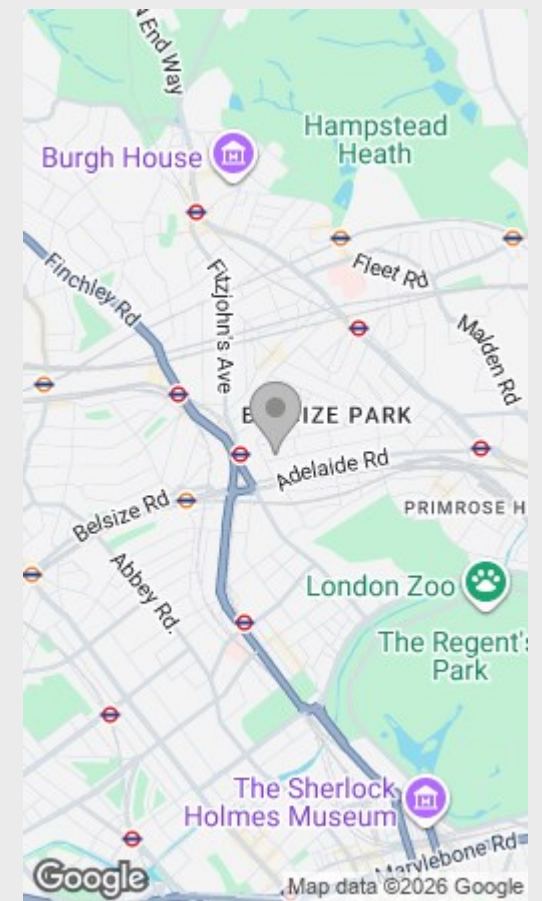 N End Way
Hampstead
Heath
Burgh House
Finchley Rd
Fitzjohn's Ave
Fleet Rd
Malden Rd
B SIZE PARK
Adelaide Rd
Belsize Rd
PRIMROSE H
Abbey Rd.
London Zoo
The Regent's
Park
The Sherlock
Holmes Museum
Marylebone Rd
Google
Map data ©2026 Google